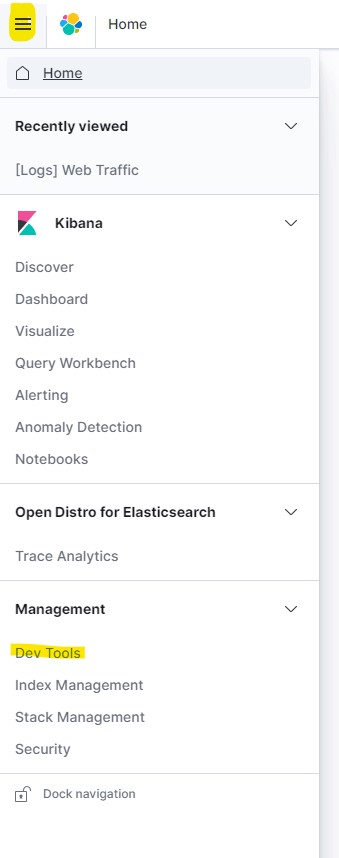 Home
Home
Recently viewed
[Logs] Web Traffic
Kibana
Discover
Dashboard
Visualize
Query Workbench
Alerting
Anomaly Detection
Notebooks
Open Distro for Elasticsearch
Trace Analytics
Management
Dev Tools
Index Management
Stack Management
Security
Dock navigation